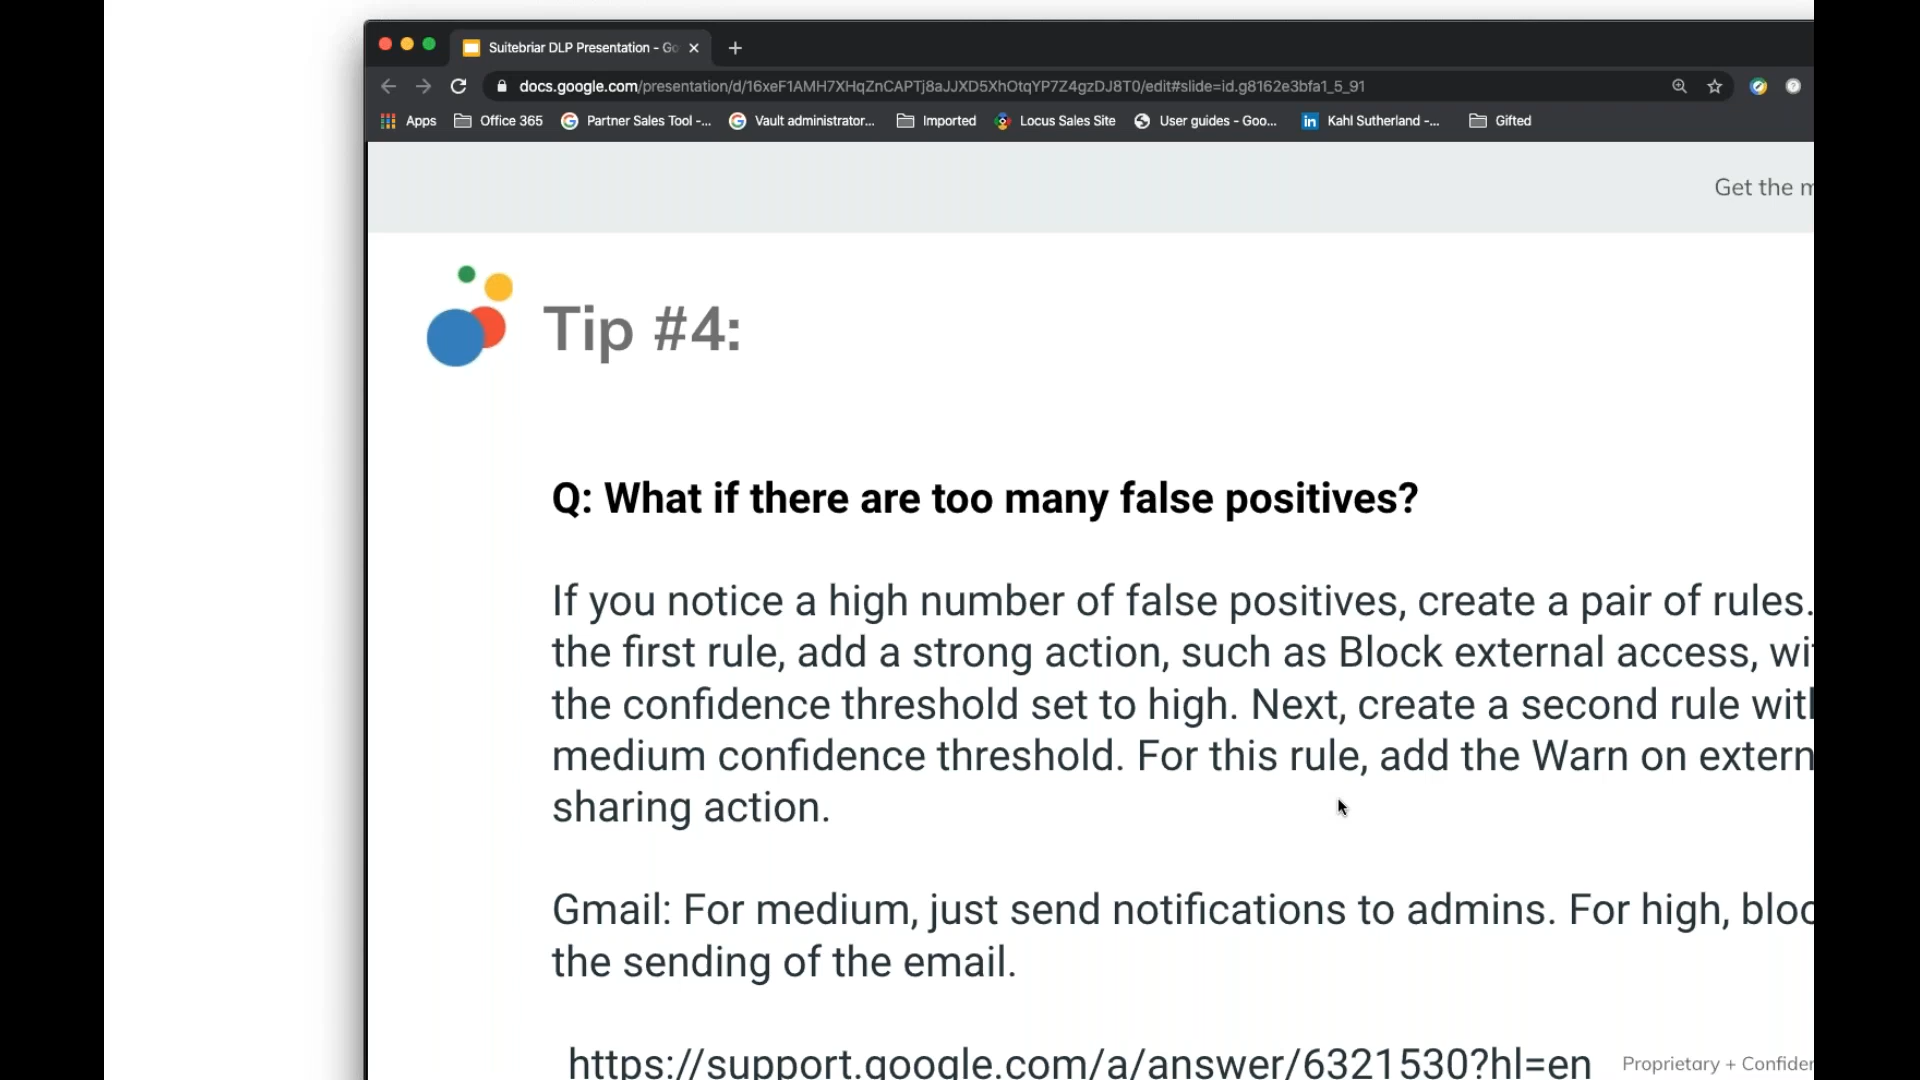 Suitebriar DLP Presentation - Go
docs.google.com/presentation/d/16xeF1AMH7XHqZnCAPTj8aJJXD5XhOtqYP7Z4gzDJ8T0/edit#slide=id.g8162e3bfa1_5_91
Apps Office 365 Partner Sales Tool -... Vault administrator... Imported Locus Sales Site User guides - Goo... Kahl Sutherland -... Gifted
Get the
Tip #4:
Q: What if there are too many false positives?
If you notice a high number of false positives, create a pair of rules.
the first rule, add a strong action, such as Block external access,
the confidence threshold set to high. Next, create a second rule
medium confidence threshold. For this rule, add the Warn on
sharing action.
Gmail: For medium, just send notifications to admins. For high,
the sending of the email.
https://support.google.com/a/answer/6321530?hl=en
Proprietary +